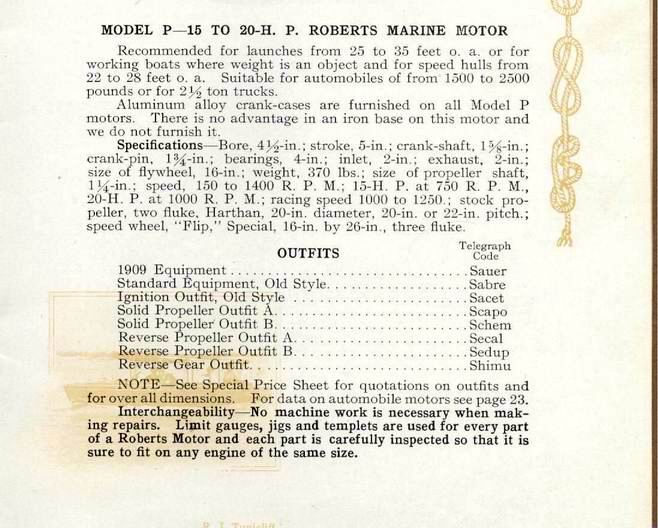 MODEL P—15 TO 20-H. P. ROBERTS MARINE MOTOR
Recommended for launches from 25 to 35 feet o. a. or for
working boats where weight is an object and for speed hulls from
22 to 28 feet o. a. Suitable for automobiles of from 1500 to 2500
pounds or for 2½ ton trucks.
Aluminum alloy crank-cases are furnished on all Model P
motors. There is no advantage in an iron base on this motor and
we do not furnish it.
Specifications—Bore, 4½-in.; stroke, 5-in.; crank-shaft, 1⅝-in.;
crank-pin, 1¾-in.; bearings, 4-in.; inlet, 2-in.; exhaust, 2-in.;
size of flywheel, 16-in.; weight, 370 lbs.; size of propeller shaft,
1¼-in.; speed, 150 to 1400 R. P. M.; 15-H. P. at 750 R. P. M.,
20-H. P. at 1000 R. P. M.; racing speed 1000 to 1250.; stock pro-
peller, two fluke, Harthan, 20-in. diameter, 20-in. or 22-in. pitch.;
speed wheel, "Flip," Special, 16-in. by 26-in., three fluke.
OUTFITS Telegraph
Code
1909 Equipment . . . . . . . . . . . . . . . . . . . . . . . . . . . . . Sauer
Standard Equipment, Old Style. . . . . . . . . . . . . . . . . Sabre
Ignition Outfit, Old Style . . . . . . . . . . . . . . . . . . . . . . Sacet
Solid Propeller Outfit A. . . . . . . . . . . . . . . . . . . . . . . . Scapo
Solid Propeller Outfit B. . . . . . . . . . . . . . . . . . . . . . . . Schem
Reverse Propeller Outfit A. . . . . . . . . . . . . . . . . . . . . Secal
Reverse Propeller Outfit B. . . . . . . . . . . . . . . . . . . . . Sedup
Reverse Gear Outfit. . . . . . . . . . . . . . . . . . . . . . . . . . . Shimu
NOTE—See Special Price Sheet for quotations on outfits and
for over all dimensions. For data on automobile motors see page 23.
Interchangeability—No machine work is necessary when mak-
ing repairs. Limit gauges, jigs and templets are used for every part
of a Roberts Motor and each part is carefully inspected so that it is
sure to fit on any engine of the same size.